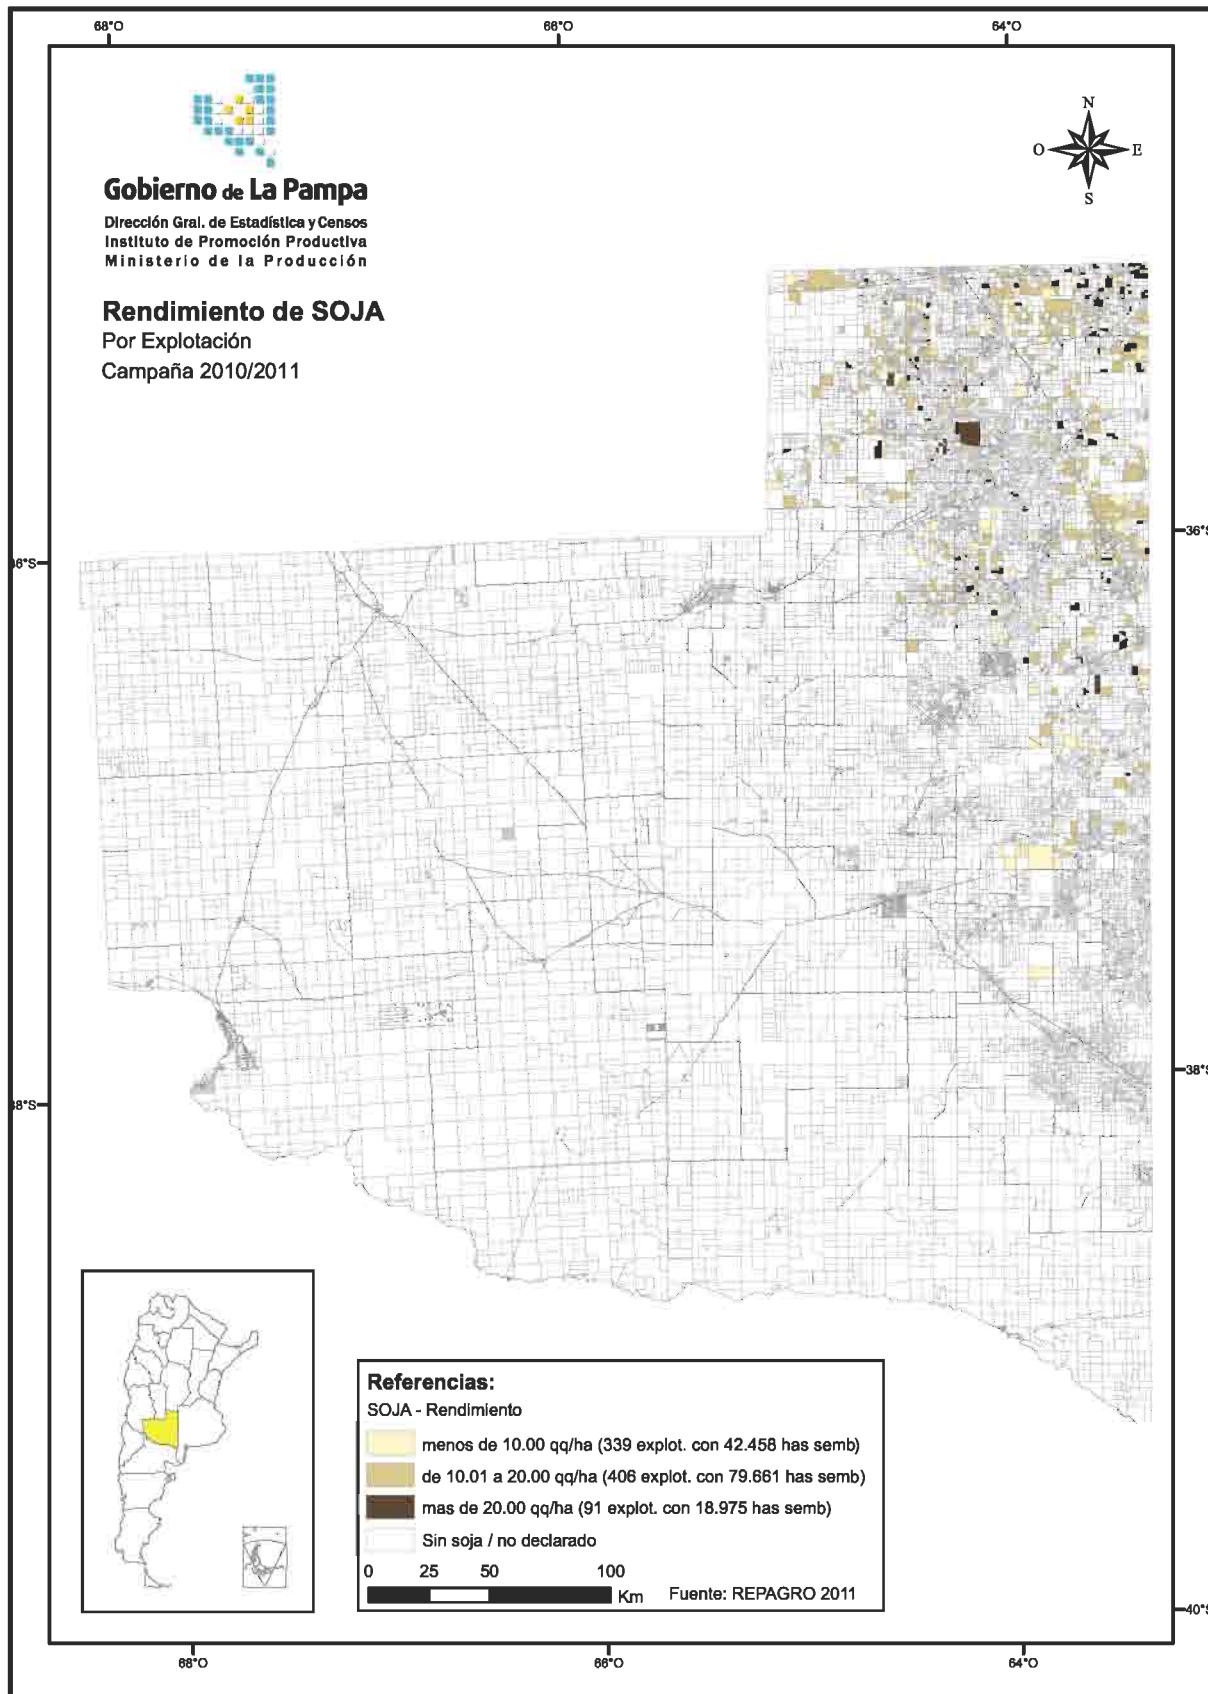 68°O 66°O 64°O
N
O E
S
Gobierno de La Pampa
Dirección Gral. de Estadística y Censos
Instituto de Promoción Productiva
Ministerio de la Producción
Rendimiento de SOJA
Por Explotación
Campaña 2010/2011
36°S
6°S
38°S
8°S
Referencias:
SOJA - Rendimiento
menos de 10.00 qq/ha (339 explot. con 42.458 has semb)
de 10.01 a 20.00 qq/ha (406 explot. con 79.661 has semb)
mas de 20.00 qq/ha (91 explot. con 18.975 has semb)
Sin soja / no declarado
0 25 50 100
Km Fuente: REPAGRO 2011
40°S
68°O 66°O 64°O